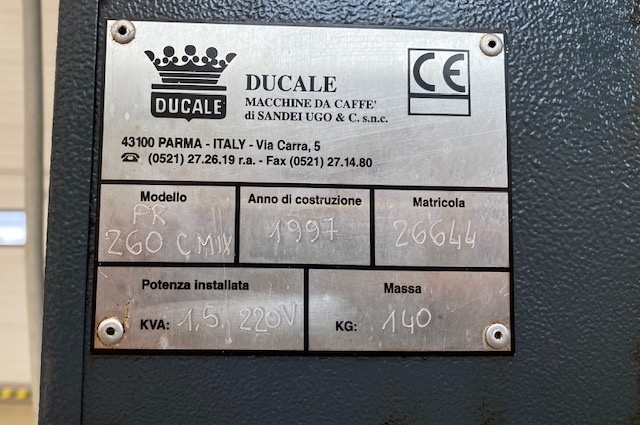 DUCALE
DUCALE
MACCHINE DA CAFFE'
di SANDEI UGO & C. s.n.c.
CE
43100 PARMA - ITALY - Via Carra, 5
☎ (0521) 27.26.19 r.a. - Fax (0521) 27.14.80
Modello
PR
260 C MIX
Anno di costruzione
1997
Matricola
26644
Potenza installata
KVA: 1,5 220V
Massa
KG: 140